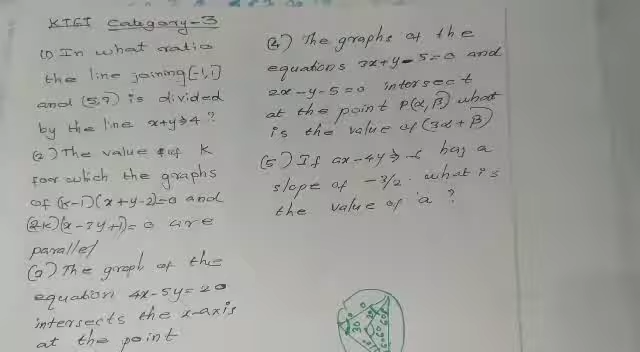 KTET Category-3
(1) In what ratio
the line joining (-1,1)
and (5,7) is divided
by the line x+y=4 ?
(2) The value of K
for which the graphs
of (k-1)(x+y-2)=0 and
(2-k)(x-7y+1)=0 are
parallel
(3) The graph of the
equation 4x-5y=20
intersects the x-axis
at the point
(4) The graphs of the
equations 3x+y-5=0 and
2x-y-5=0 intersect
at the point P(α,β) what
is the value of (3α+β)
(5) If ax-4y=-6 has a
slope of -3/2. what is
the value of 'a' ?
30